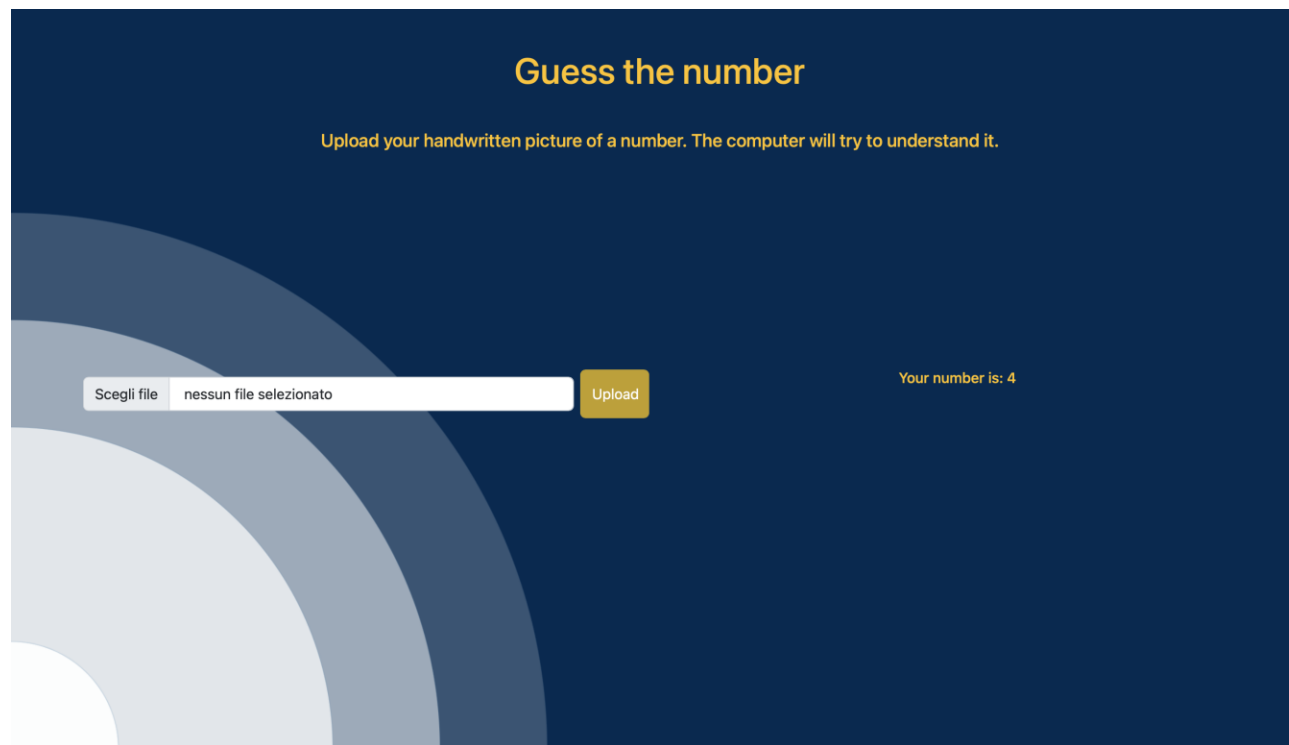 Guess the number
Upload your handwritten picture of a number. The computer will try to understand it.
Scegli file nessun file selezionato Upload
Your number is: 4